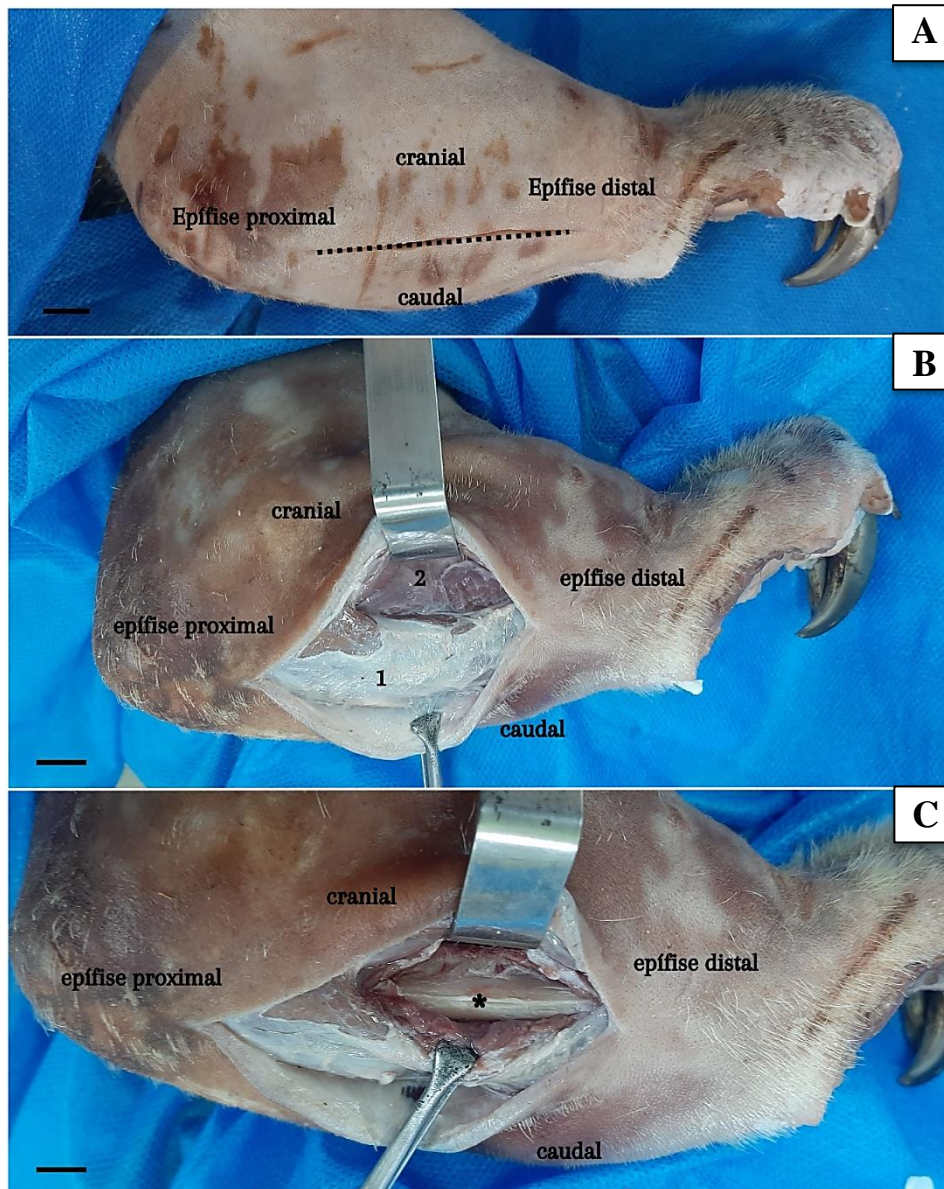 A
cranial
Epífise distal
Epífise proximal
caudal
B
2
cranial
epífise distal
epífise proximal
1
caudal
C
cranial
epífise distal
epífise proximal
*
caudal